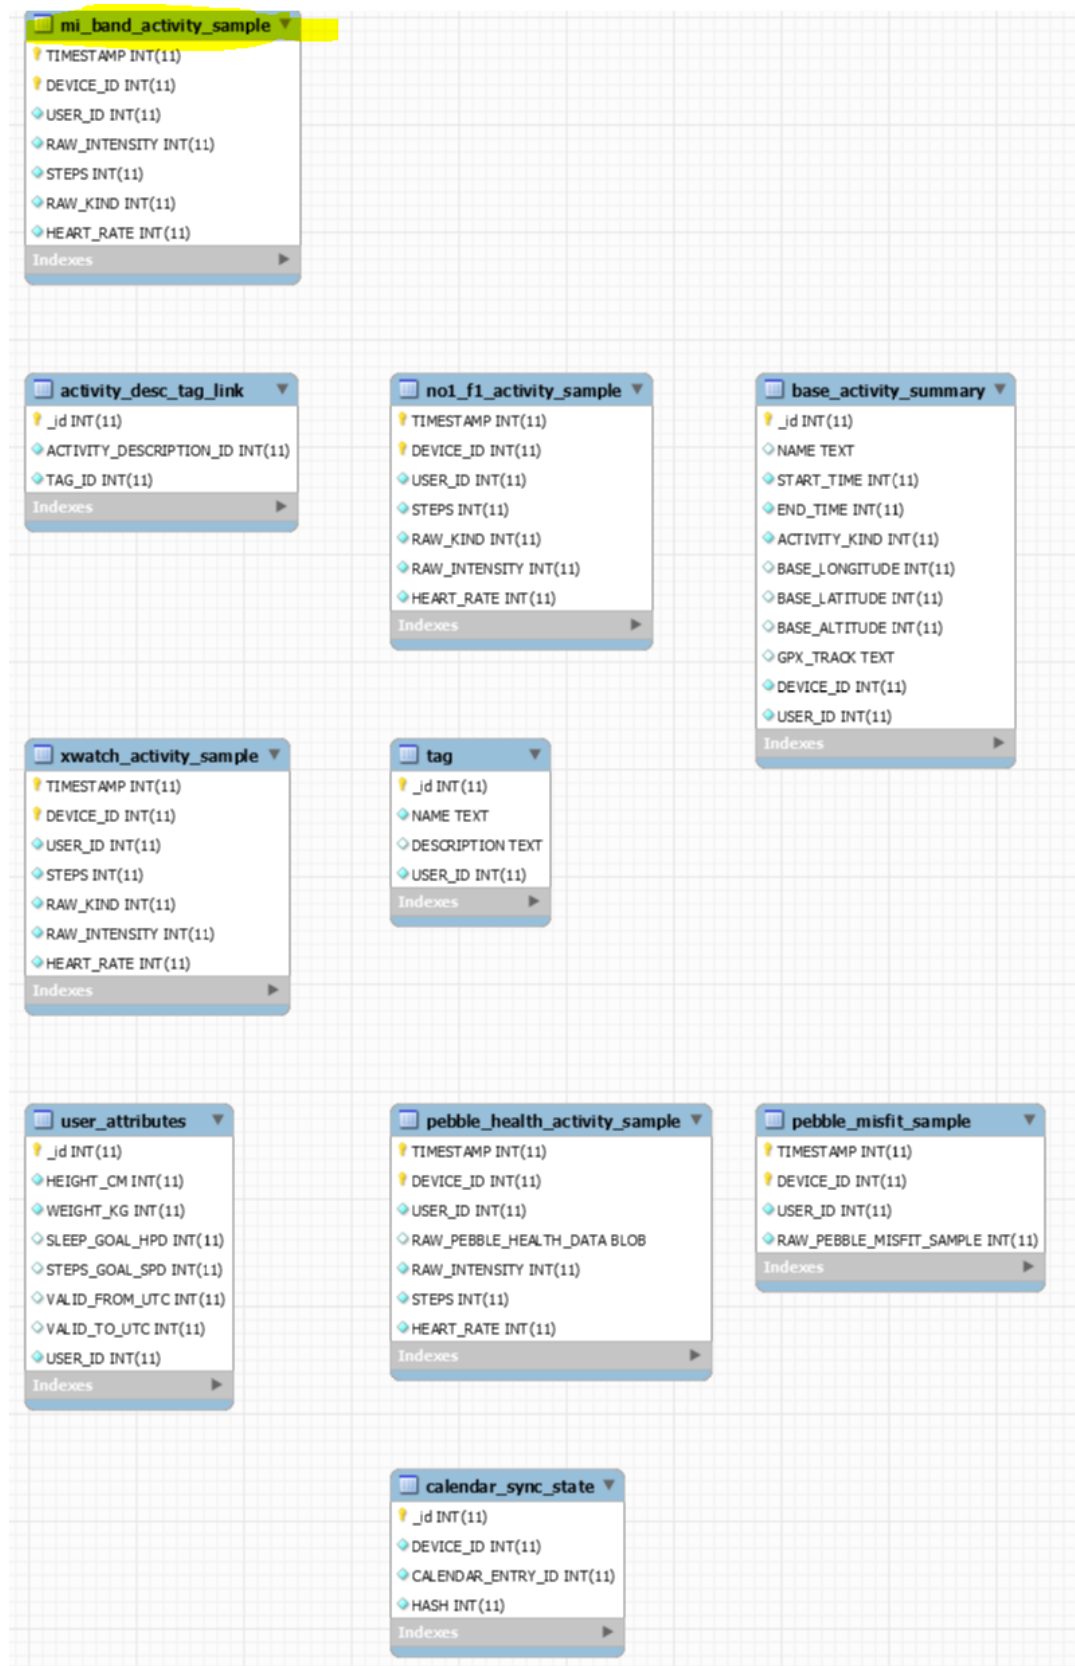 mi_band_activity_sample
TIMESTAMP INT(11)
DEVICE_ID INT(11)
USER_ID INT(11)
RAW_INTENSITY INT(11)
STEPS INT(11)
RAW_KIND INT(11)
HEART_RATE INT(11)
Indexes
activity_desc_tag_link
_id INT(11)
ACTIVITY_DESCRIPTION_ID INT(11)
TAG_ID INT(11)
Indexes
no1_f1_activity_sample
TIMESTAMP INT(11)
DEVICE_ID INT(11)
USER_ID INT(11)
STEPS INT(11)
RAW_KIND INT(11)
RAW_INTENSITY INT(11)
HEART_RATE INT(11)
Indexes
base_activity_summary
_id INT(11)
NAME TEXT
START_TIME INT(11)
END_TIME INT(11)
ACTIVITY_KIND INT(11)
BASE_LONGITUDE INT(11)
BASE_LATITUDE INT(11)
BASE_ALTITUDE INT(11)
GPX_TRACK TEXT
DEVICE_ID INT(11)
USER_ID INT(11)
Indexes
xwatch_activity_sample
TIMESTAMP INT(11)
DEVICE_ID INT(11)
USER_ID INT(11)
STEPS INT(11)
RAW_KIND INT(11)
RAW_INTENSITY INT(11)
HEART_RATE INT(11)
Indexes
tag
_id INT(11)
NAME TEXT
DESCRIPTION TEXT
USER_ID INT(11)
Indexes
user_attributes
_id INT(11)
HEIGHT_CM INT(11)
WEIGHT_KG INT(11)
SLEEP_GOAL_HPD INT(11)
STEPS_GOAL_SPD INT(11)
VALID_FROM_UTC INT(11)
VALID_TO_UTC INT(11)
USER_ID INT(11)
Indexes
pebble_health_activity_sample
TIMESTAMP INT(11)
DEVICE_ID INT(11)
USER_ID INT(11)
RAW_PEBBLE_HEALTH_DATA BLOB
RAW_INTENSITY INT(11)
STEPS INT(11)
HEART_RATE INT(11)
Indexes
pebble_misfit_sample
TIMESTAMP INT(11)
DEVICE_ID INT(11)
USER_ID INT(11)
RAW_PEBBLE_MISFIT_SAMPLE INT(11)
Indexes
calendar_sync_state
_id INT(11)
DEVICE_ID INT(11)
CALENDAR_ENTRY_ID INT(11)
HASH INT(11)
Indexes